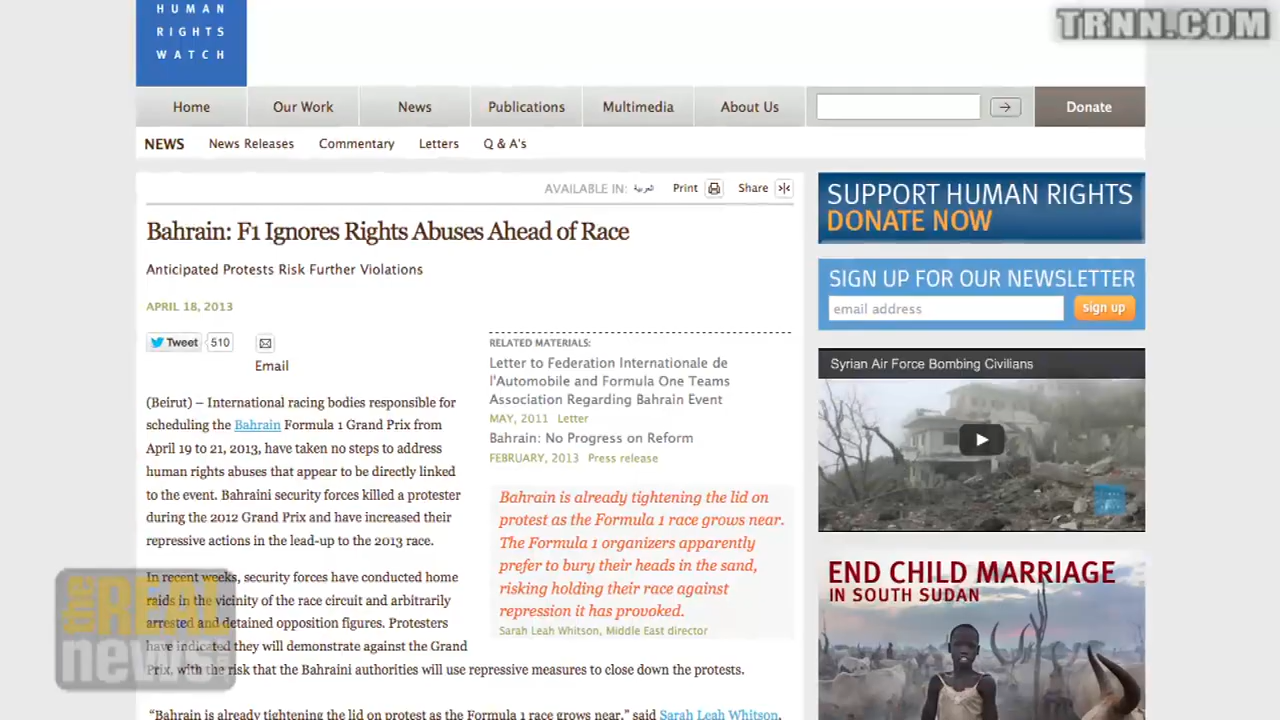 HUMAN
RIGHTS
WATCH
TRNN.COM
Home
Our Work
News
Publications
Multimedia
About Us
Donate
NEWS
News Releases
Commentary
Letters
Q & A's
AVAILABLE IN: العربية
Print
Share
Bahrain: F1 Ignores Rights Abuses Ahead of Race
Anticipated Protests Risk Further Violations
APRIL 18, 2013
Tweet
510
Email
(Beirut) – International racing bodies responsible for
scheduling the Bahrain Formula 1 Grand Prix from
April 19 to 21, 2013, have taken no steps to address
human rights abuses that appear to be directly linked
to the event. Bahraini security forces killed a protester
during the 2012 Grand Prix and have increased their
repressive actions in the lead-up to the 2013 race.
In recent weeks, security forces have conducted home
raids in the vicinity of the race circuit and arbitrarily
arrested and detained opposition figures. Protesters
have indicated they will demonstrate against the Grand
Prix, with the risk that the Bahraini authorities will use repressive measures to close down the protests.
"Bahrain is already tightening the lid on protest as the Formula 1 race grows near," said Sarah Leah Whitson,
RELATED MATERIALS:
Letter to Federation Internationale de
l'Automobile and Formula One Teams
Association Regarding Bahrain Event
MAY, 2011 Letter
Bahrain: No Progress on Reform
FEBRUARY, 2013 Press release
Bahrain is already tightening the lid on
protest as the Formula 1 race grows near.
The Formula 1 organizers apparently
prefer to bury their heads in the sand,
risking holding their race against
repression it has provoked.
Sarah Leah Whitson, Middle East director
SUPPORT HUMAN RIGHTS
DONATE NOW
SIGN UP FOR OUR NEWSLETTER
email address
sign up
Syrian Air Force Bombing Civilians
END CHILD MARRIAGE
IN SOUTH SUDAN
the REAL
news